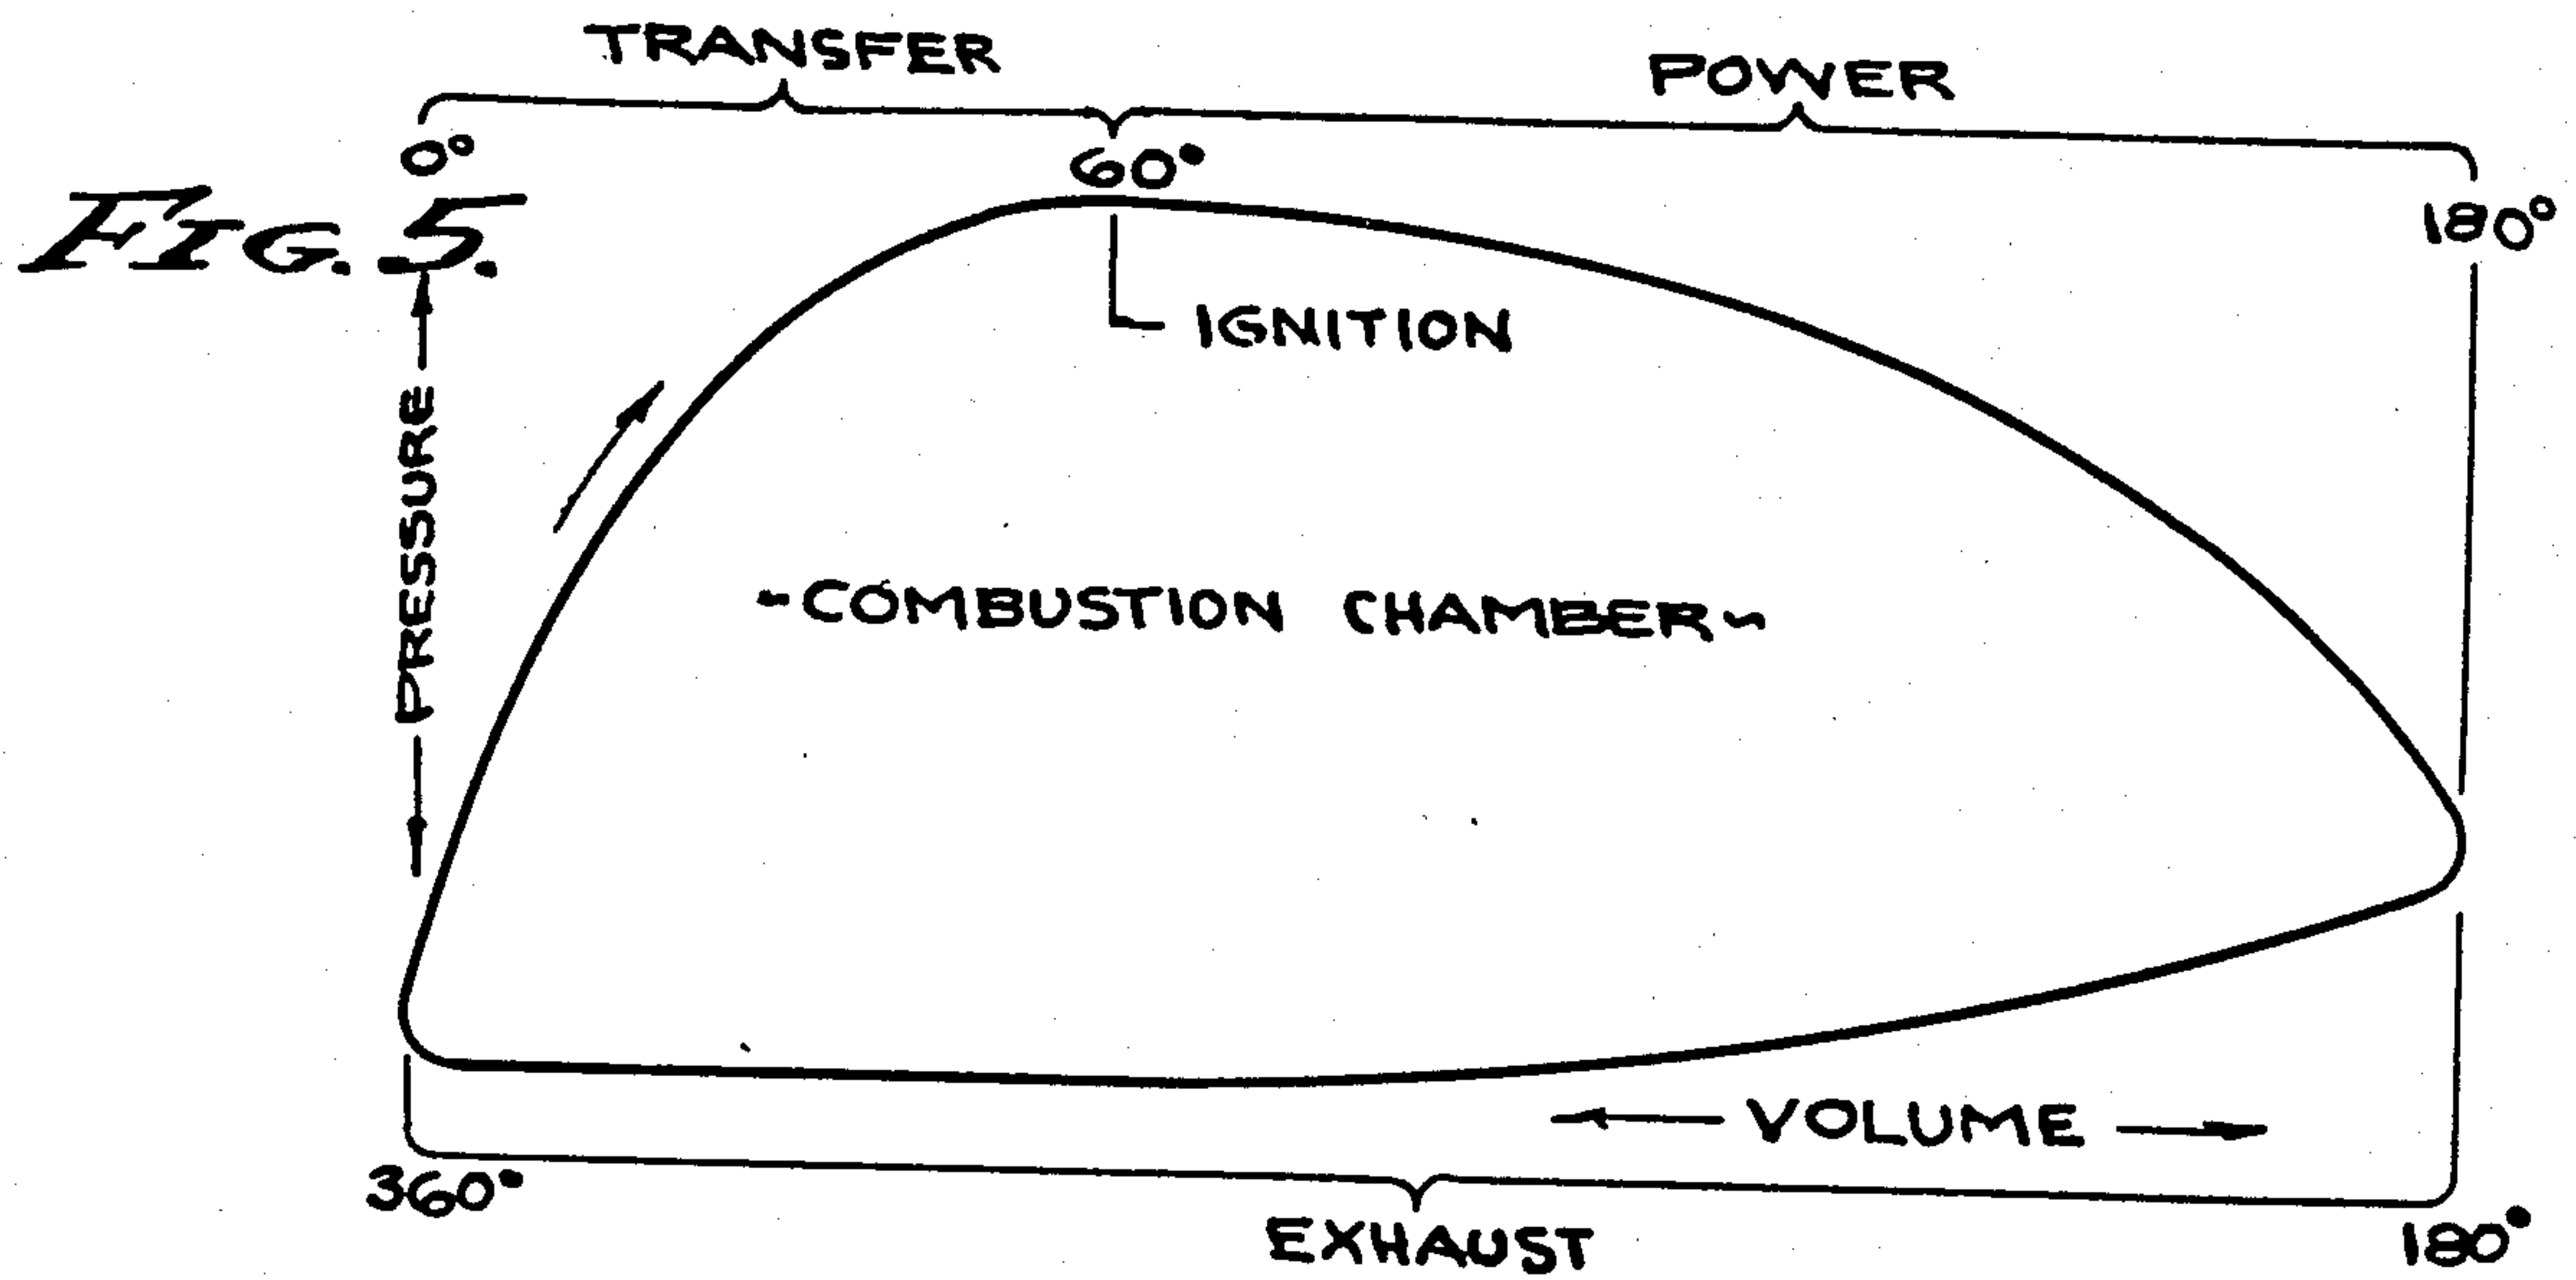 TRANSFER
POWER
0°
60°
180°
FIG. 5.
IGNITION
PRESSURE
-COMBUSTION CHAMBER~
VOLUME
360°
EXHAUST
180°